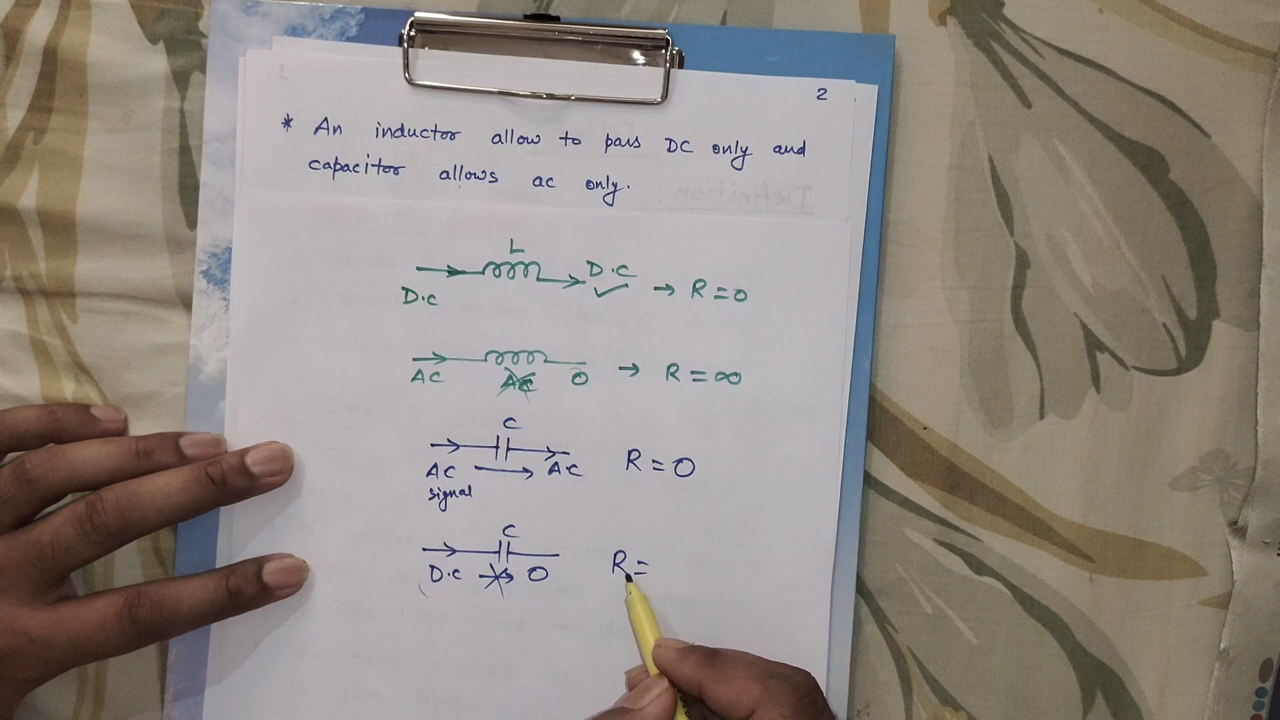 2
* An inductor allow to pass DC only and
capacitor allows ac only.
L
D.C → R = 0
D.C
AC AC 0 → R = ∞
C
AC → AC R = 0
signal
C
D.C → 0 R =
Definition